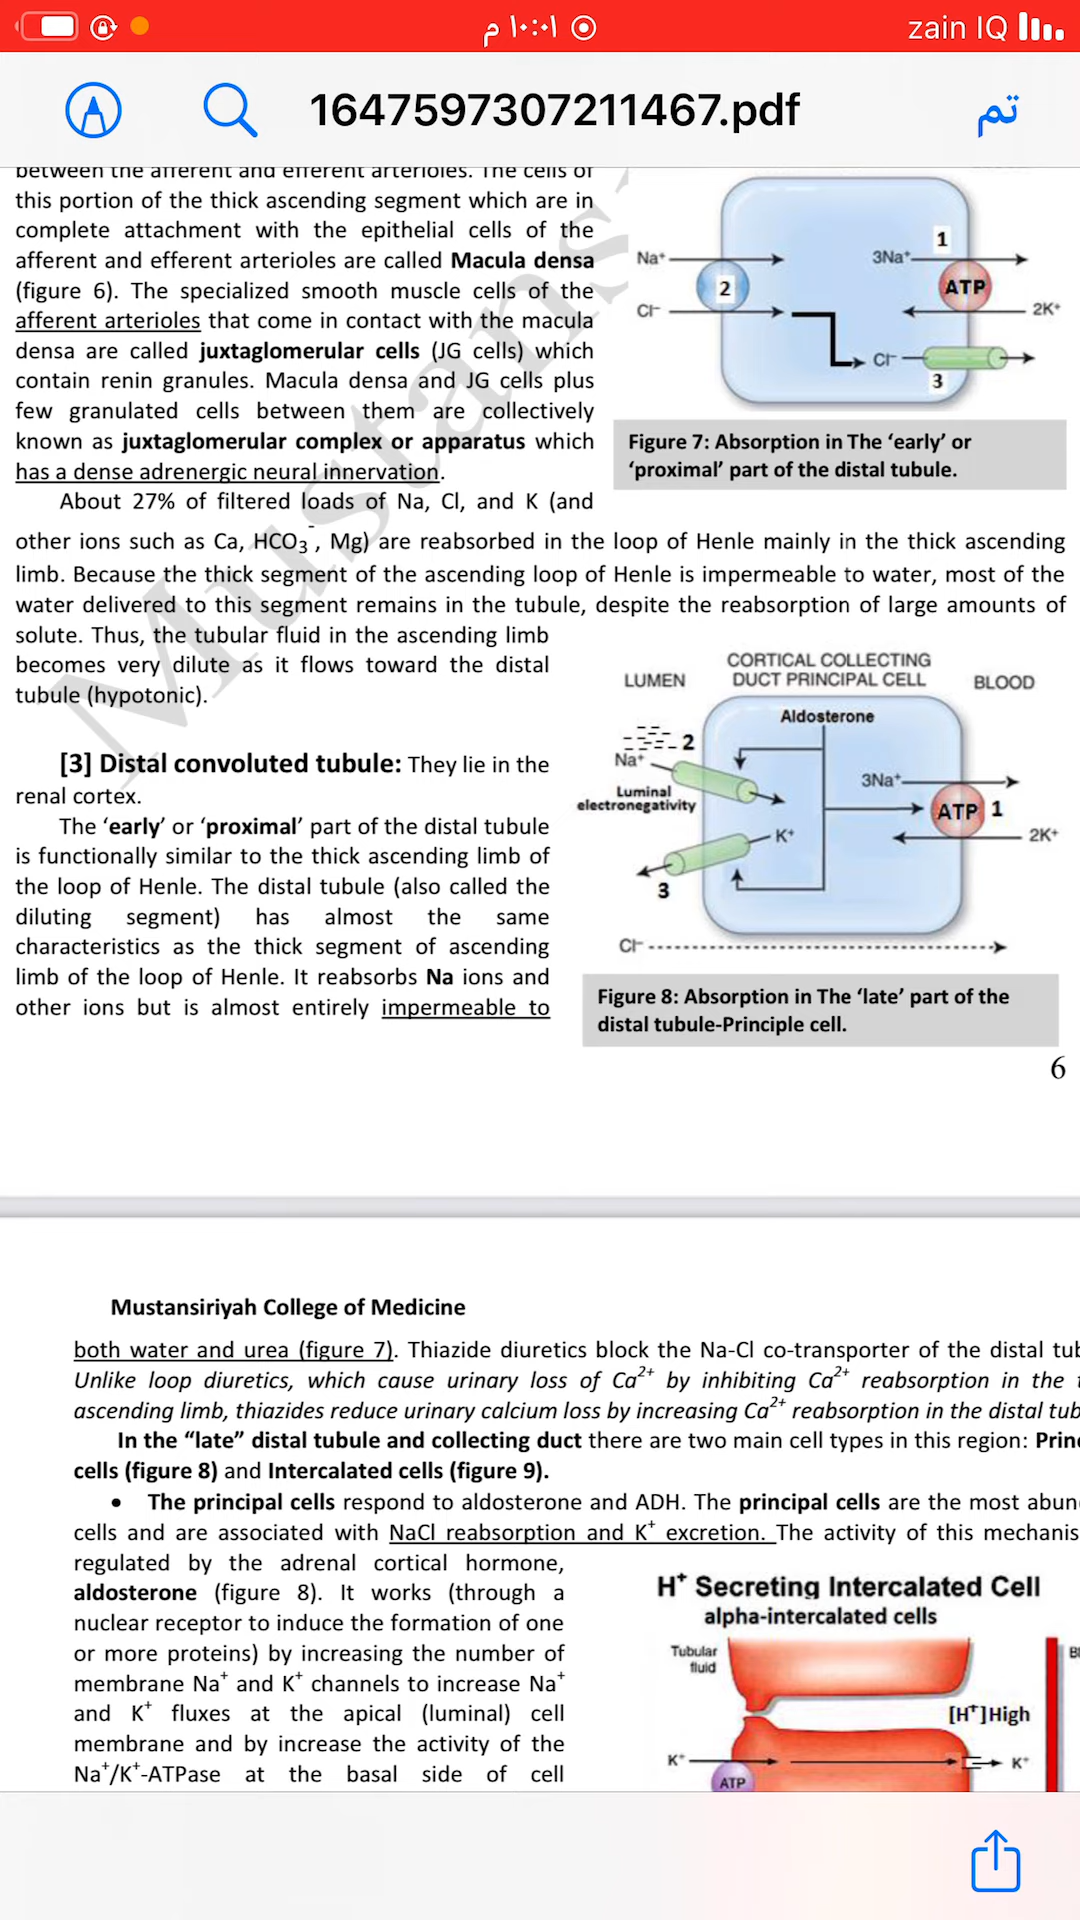 zain IQ
١٠:٠١ م
1647597307211467.pdf
تم
between the afferent and efferent arterioles. The cells of
this portion of the thick ascending segment which are in
complete attachment with the epithelial cells of the
afferent and efferent arterioles are called Macula densa
(figure 6). The specialized smooth muscle cells of the
afferent arterioles that come in contact with the macula
densa are called juxtaglomerular cells (JG cells) which
contain renin granules. Macula densa and JG cells plus
few granulated cells between them are collectively
known as juxtaglomerular complex or apparatus which
has a dense adrenergic neural innervation.
About 27% of filtered loads of Na, Cl, and K (and
other ions such as Ca, HCO3⁻, Mg) are reabsorbed in the loop of Henle mainly in the thick ascending
limb. Because the thick segment of the ascending loop of Henle is impermeable to water, most of the
water delivered to this segment remains in the tubule, despite the reabsorption of large amounts of
solute. Thus, the tubular fluid in the ascending limb
becomes very dilute as it flows toward the distal
tubule (hypotonic).
Na⁺
Cl⁻
2
1
3Na⁺
ATP
2K⁺
Cl⁻
3
Figure 7: Absorption in The ‘early’ or
‘proximal’ part of the distal tubule.
[3] Distal convoluted tubule: They lie in the
renal cortex.
The ‘early’ or ‘proximal’ part of the distal tubule
is functionally similar to the thick ascending limb of
the loop of Henle. The distal tubule (also called the
diluting segment) has almost the same
characteristics as the thick segment of ascending
limb of the loop of Henle. It reabsorbs Na ions and
other ions but is almost entirely impermeable to
LUMEN
CORTICAL COLLECTING
DUCT PRINCIPAL CELL
BLOOD
Aldosterone
2
Na⁺
Luminal
electronegativity
3Na⁺
ATP 1
K⁺
2K⁺
3
Cl⁻
Figure 8: Absorption in The ‘late’ part of the
distal tubule-Principle cell.
6
Mustansiriyah College of Medicine
both water and urea (figure 7). Thiazide diuretics block the Na-Cl co-transporter of the distal tub
Unlike loop diuretics, which cause urinary loss of Ca²⁺ by inhibiting Ca²⁺ reabsorption in the
ascending limb, thiazides reduce urinary calcium loss by increasing Ca²⁺ reabsorption in the distal tub
In the “late” distal tubule and collecting duct there are two main cell types in this region: Prin
cells (figure 8) and Intercalated cells (figure 9).
• The principal cells respond to aldosterone and ADH. The principal cells are the most abun
cells and are associated with NaCl reabsorption and K⁺ excretion. The activity of this mechanis
regulated by the adrenal cortical hormone,
aldosterone (figure 8). It works (through a
nuclear receptor to induce the formation of one
or more proteins) by increasing the number of
membrane Na⁺ and K⁺ channels to increase Na⁺
and K⁺ fluxes at the apical (luminal) cell
membrane and by increase the activity of the
Na⁺/K⁺-ATPase at the basal side of cell
H⁺ Secreting Intercalated Cell
alpha-intercalated cells
Tubular
fluid
[H⁺]High
K⁺
ATP
K⁺